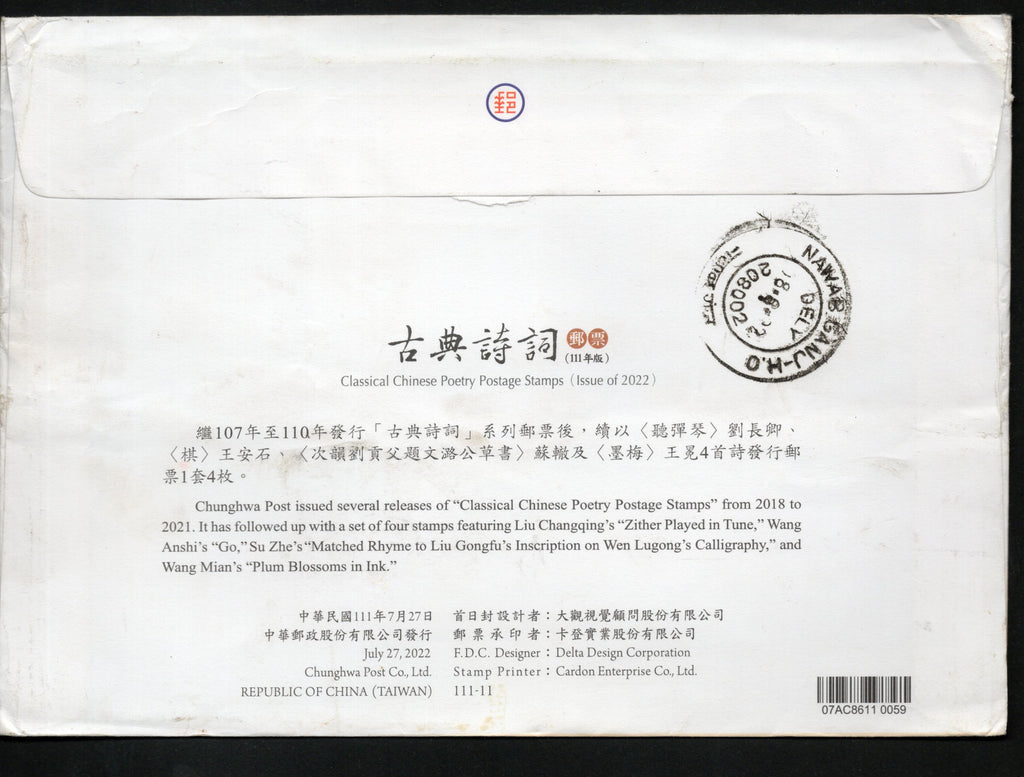 郵
NAWAB GANJ-H.O
DELY
208002
古典詩詞郵票
(111年版)
Classical Chinese Poetry Postage Stamps (Issue of 2022)
繼107年至110年發行「古典詩詞」系列郵票後，續以〈聽彈琴〉劉長卿、
〈棋〉王安石、〈次韻劉貢父題文潞公草書〉蘇轍及〈墨梅〉王冕4首詩發行郵
票1套4枚。
Chunghwa Post issued several releases of “Classical Chinese Poetry Postage Stamps” from 2018 to
2021. It has followed up with a set of four stamps featuring Liu Changqing’s “Zither Played in Tune,” Wang
Anshi’s “Go,” Su Zhe’s “Matched Rhyme to Liu Gongfu’s Inscription on Wen Lugong’s Calligraphy,” and
Wang Mian’s “Plum Blossoms in Ink.”
中華民國111年7月27日
中華郵政股份有限公司發行
July 27, 2022
Chunghwa Post Co., Ltd.
REPUBLIC OF CHINA (TAIWAN)
首日封設計者：大觀視覺顧問股份有限公司
郵票承印者：卡登實業股份有限公司
F.D.C. Designer：Delta Design Corporation
Stamp Printer：Cardon Enterprise Co., Ltd.
111-11
07AC8611 0059